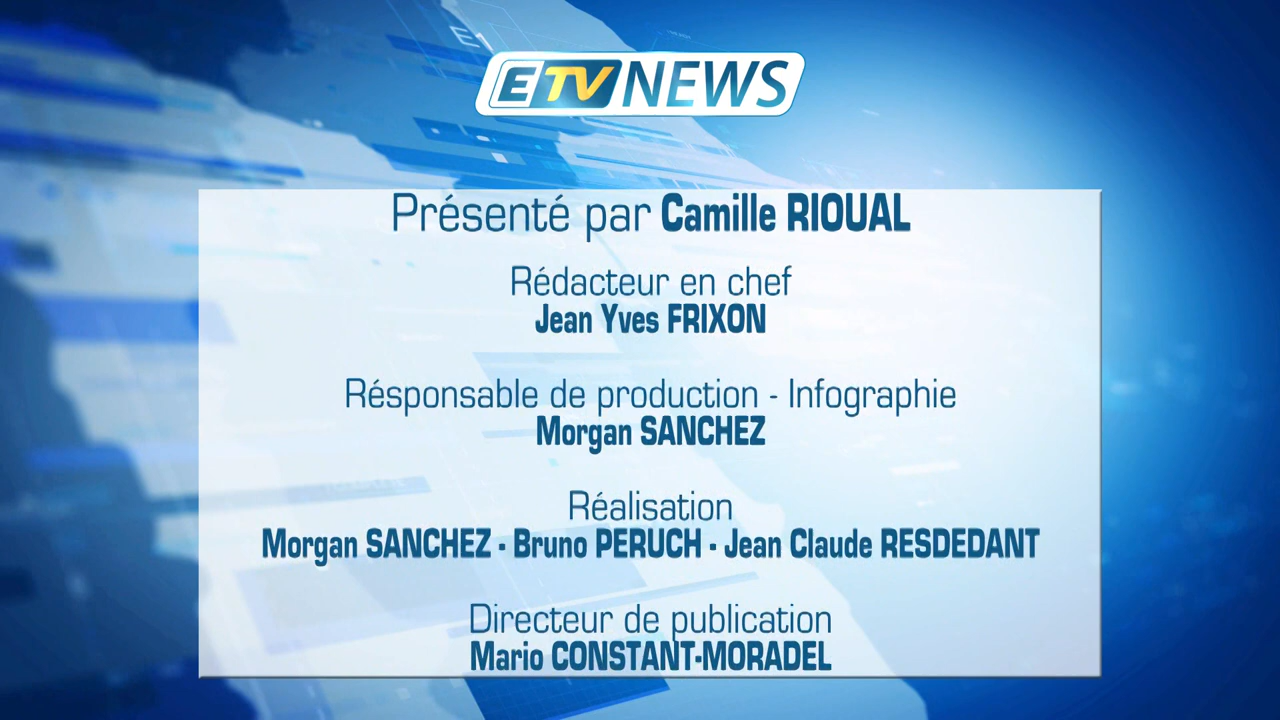 ETV NEWS
Présenté par Camille RIOUAL
Rédacteur en chef
Jean Yves FRIXON
Résponsable de production - Infographie
Morgan SANCHEZ
Réalisation
Morgan SANCHEZ - Bruno PERUCH - Jean Claude RESDEDANT
Directeur de publication
Mario CONSTANT-MORADEL